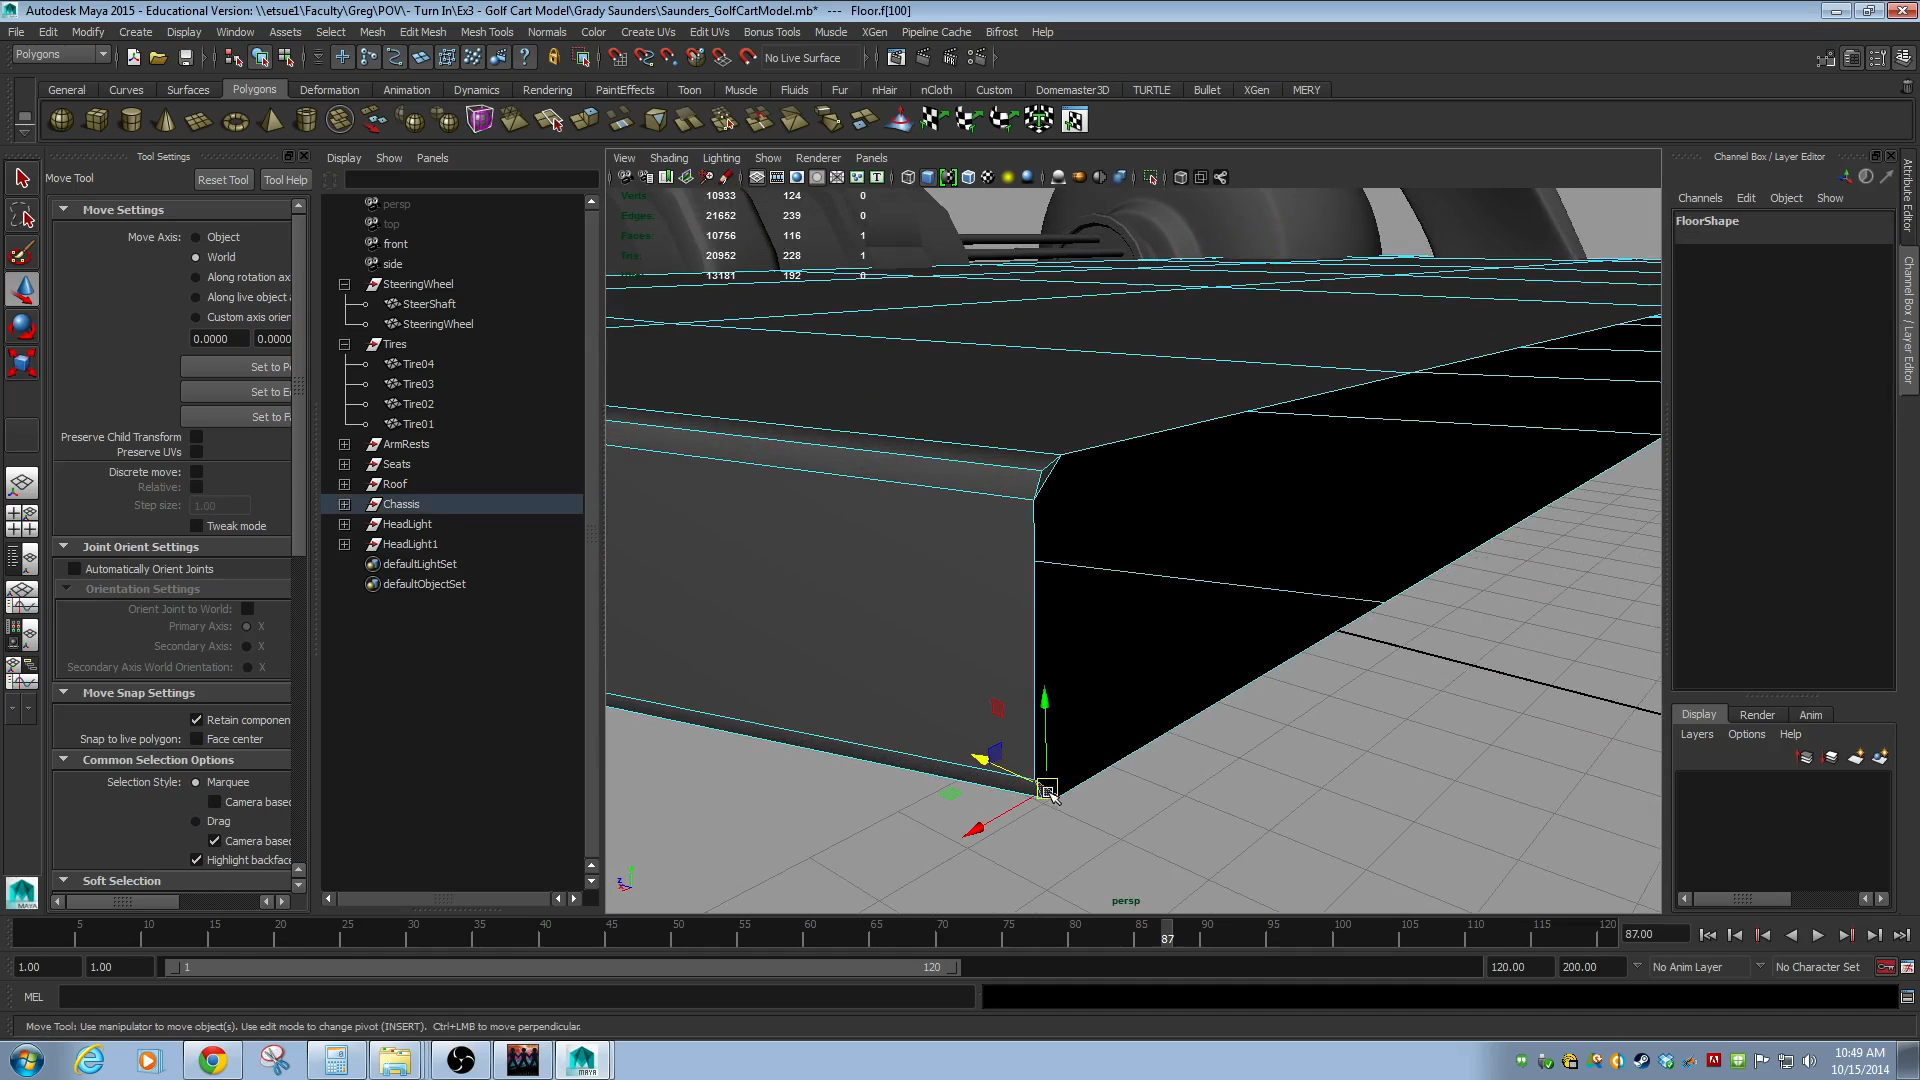 Autodesk Maya 2015 - Educational Version: \\etsue1\Faculty\Greg\POV\- Turn In\Ex3 - Golf Cart Model\Grady Saunders\Saunders_GolfCartModel.mb* --- Floor.f[100]
File Edit Modify Create Display Window Assets Select Mesh Edit Mesh Mesh Tools Normals Color Create UVs Edit UVs Bonus Tools Muscle XGen Pipeline Cache Bifrost Help
Polygons No Live Surface
General Curves Surfaces Polygons Deformation Animation Dynamics Rendering PaintEffects Toon Muscle Fluids Fur nHair nCloth Custom Domemaster3D TURTLE Bullet XGen MERY
Tool Settings
Move Tool Reset Tool Tool Help
Move Settings
Move Axis: Object
World
Along rotation ax
Along live object a
Custom axis orien
0.0000 0.0000
Set to P
Set to E
Set to F
Preserve Child Transform
Preserve UVs
Discrete move:
Relative:
Step size: 1.00
Tweak mode
Joint Orient Settings
Automatically Orient Joints
Orientation Settings
Orient Joint to World:
Primary Axis: X
Secondary Axis: X
Secondary Axis World Orientation: X
Move Snap Settings
Retain componen
Snap to live polygon: Face center
Common Selection Options
Selection Style: Marquee
Camera based
Drag
Camera based
Highlight backface
Soft Selection
MAYA
Display Show Panels
persp
top
front
side
SteeringWheel
SteerShaft
SteeringWheel
Tires
Tire04
Tire03
Tire02
Tire01
ArmRests
Seats
Roof
Chassis
HeadLight
HeadLight1
defaultLightSet
defaultObjectSet
View Shading Lighting Show Renderer Panels
Verts: 10933 124 0
Edges: 21652 239 0
Faces: 10756 116 1
Tris: 20952 228 1
13181 192 0
persp
Channel Box / Layer Editor
Channels Edit Object Show
FloorShape
Attribute Editor
Channel Box / Layer Editor
Display Render Anim
Layers Options Help
5 10 15 20 25 30 35 40 45 50 55 60 65 70 75 80 85 87 90 95 100 105 110 115 120 87.00
1.00 1.00 1 120 120.00 200.00 No Anim Layer No Character Set
MEL
Move Tool: Use manipulator to move object(s). Use edit mode to change pivot (INSERT). Ctrl+LMB to move perpendicular.
10:49 AM
10/15/2014